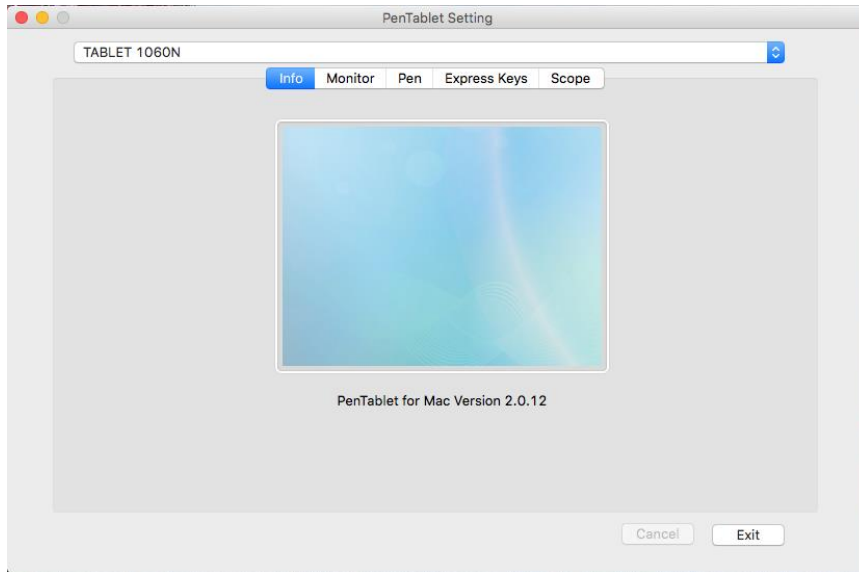 PenTablet Setting
TABLET 1060N
Info Monitor Pen Express Keys Scope
PenTablet for Mac Version 2.0.12
Cancel Exit